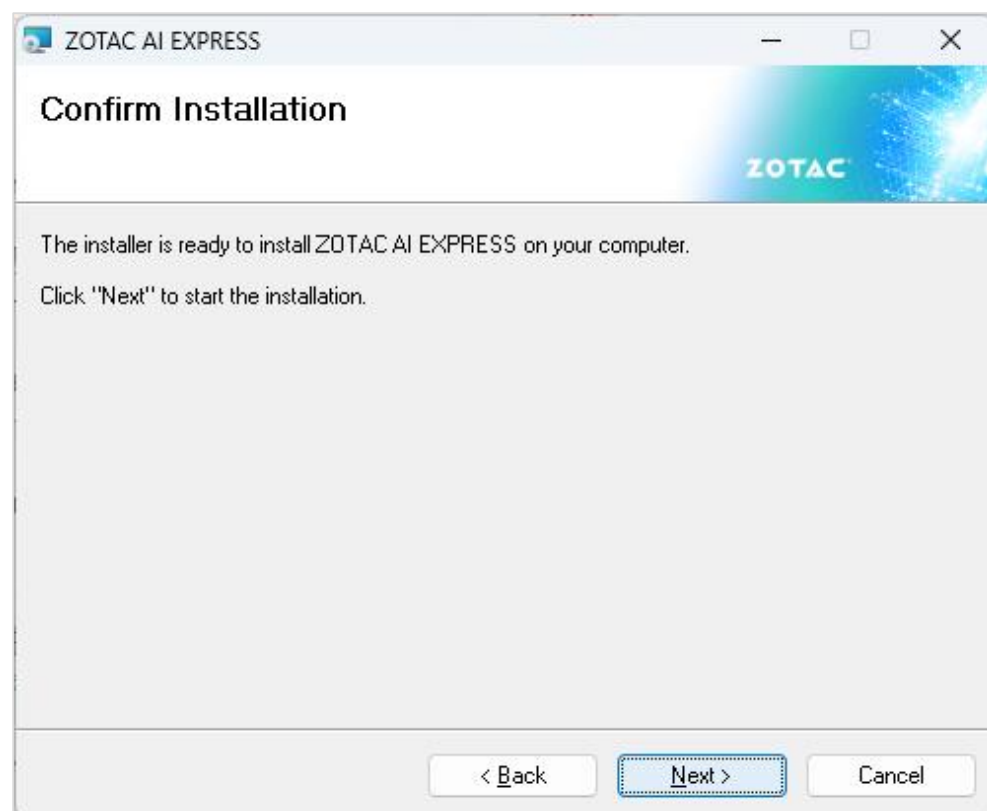 ZOTAC AI EXPRESS
Confirm Installation
ZOTAC
The installer is ready to install ZOTAC AI EXPRESS on your computer.
Click "Next" to start the installation.
< Back
Next >
Cancel